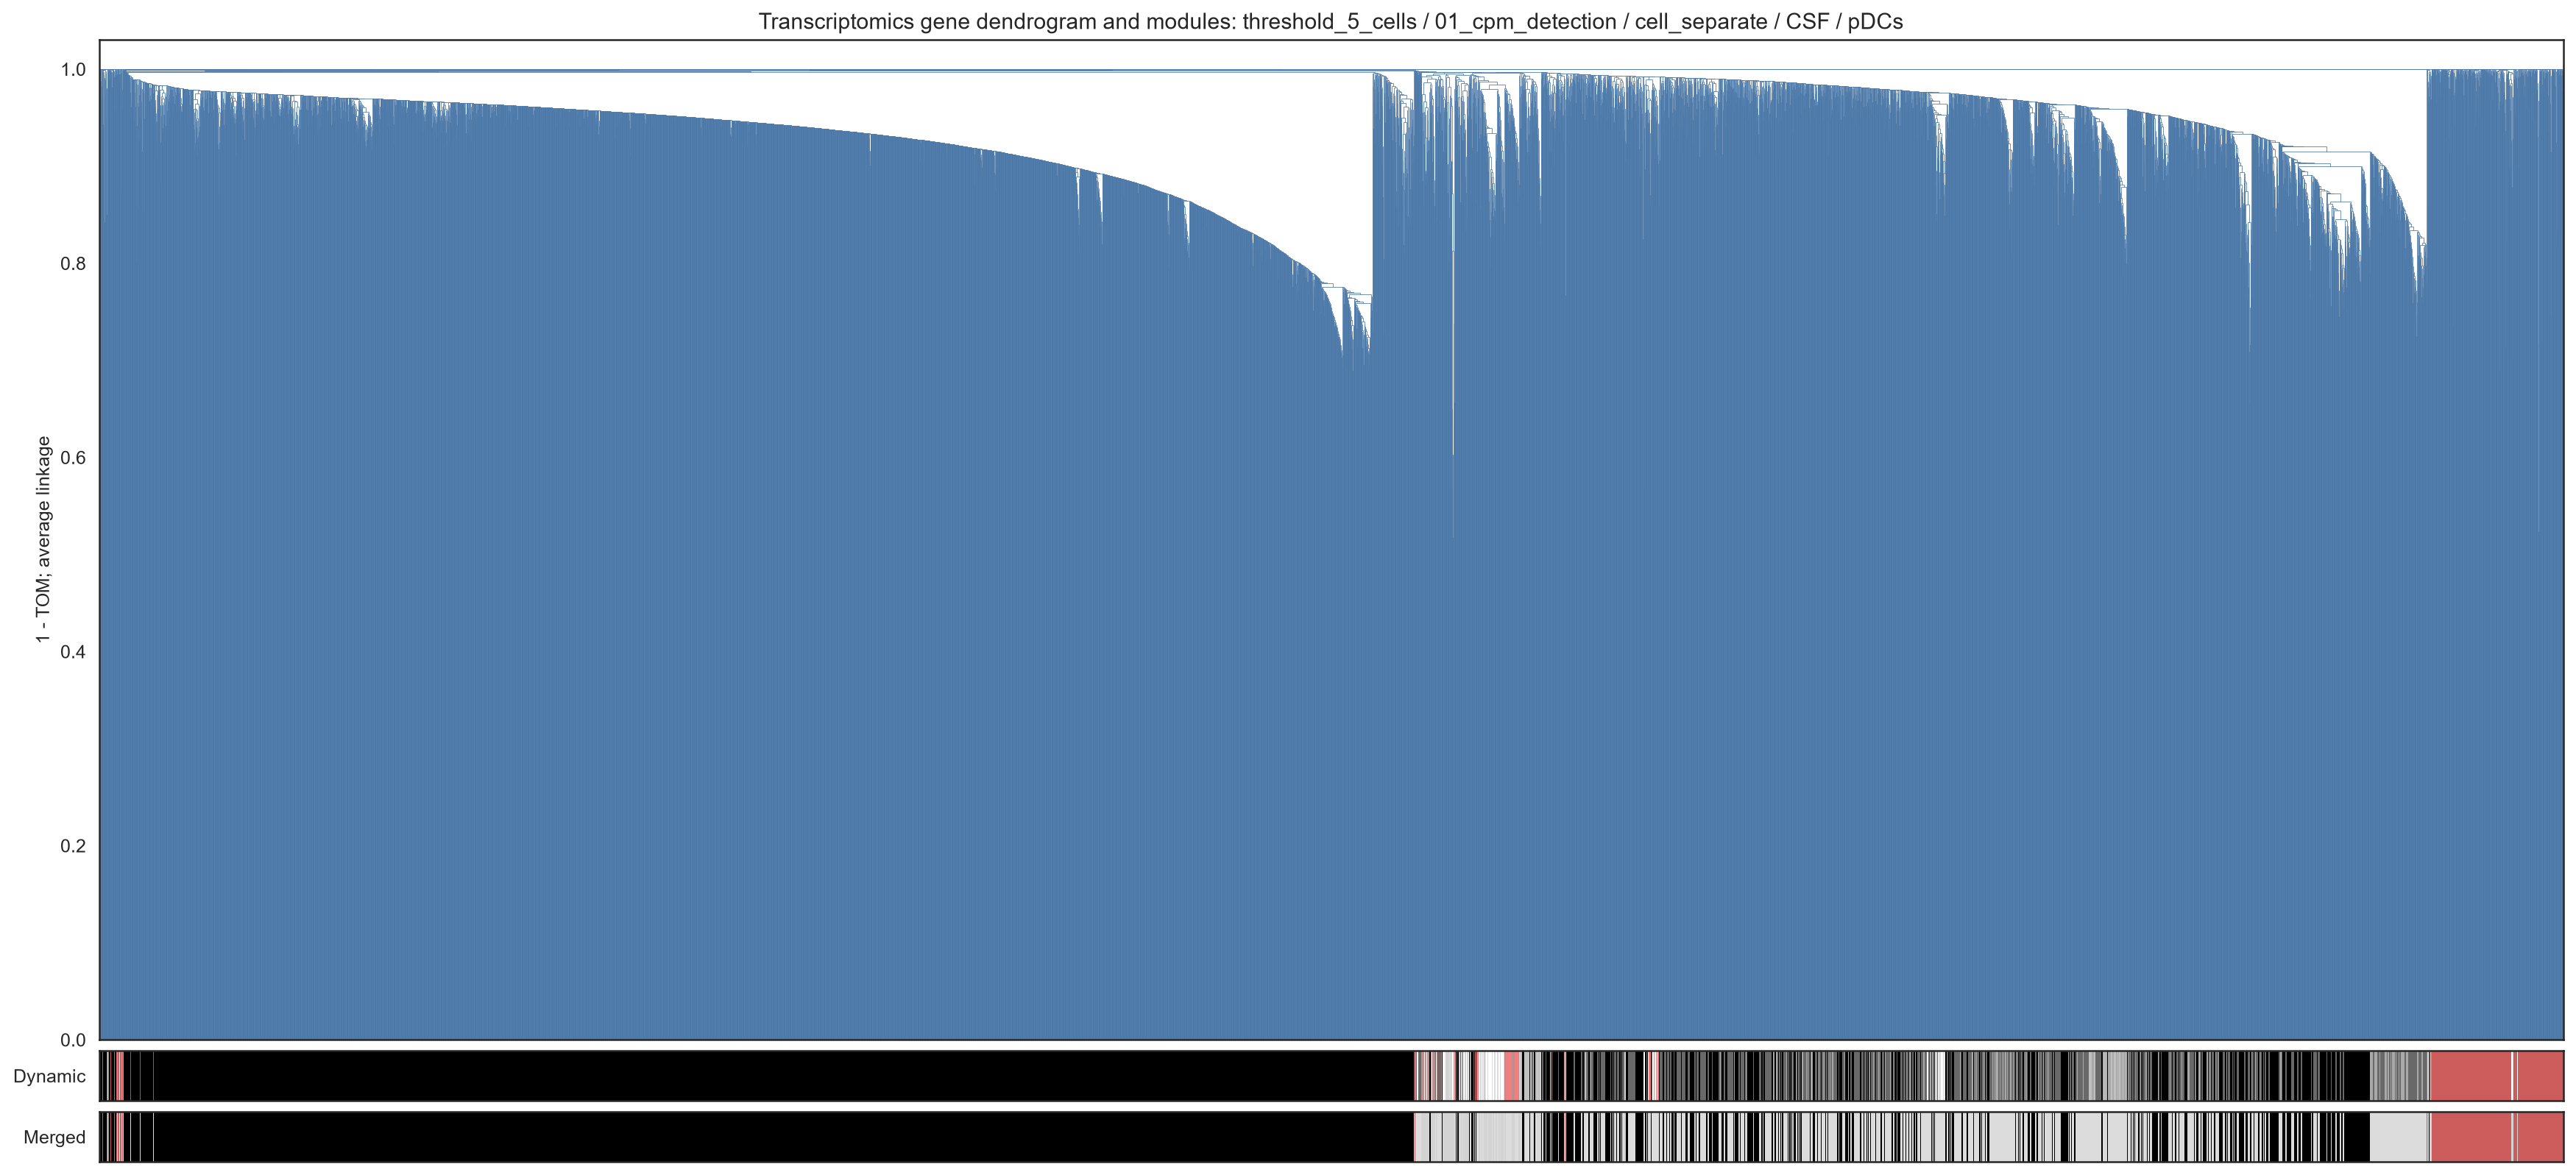 Transcriptomics gene dendrogram and modules: threshold_5_cells / 01_cpm_detection / cell_separate / CSF / pDCs
1.0
0.8
0.6
0.4
0.2
0.0
1 - TOM; average linkage
Dynamic
Merged